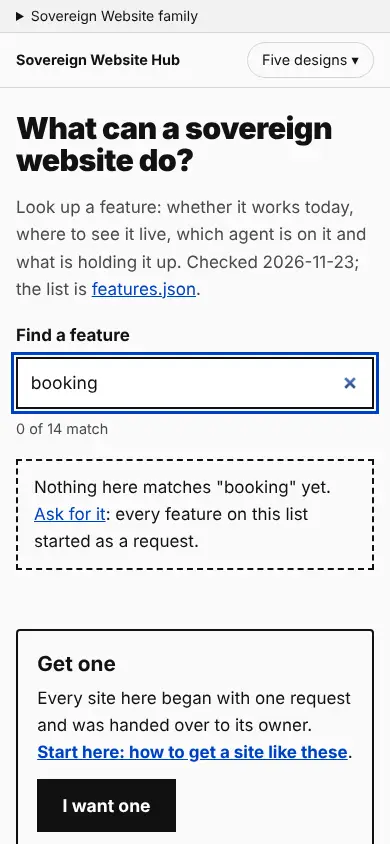 ▶ Sovereign Website family
Sovereign Website Hub
Five designs ▾
What can a sovereign
website do?
Look up a feature: whether it works today,
where to see it live, which agent is on it and
what is holding it up. Checked 2026-11-23;
the list is features.json.
Find a feature
booking ×
0 of 14 match
Nothing here matches "booking" yet.
Ask for it: every feature on this list
started as a request.
Get one
Every site here began with one request
and was handed over to its owner.
Start here: how to get a site like these.
I want one